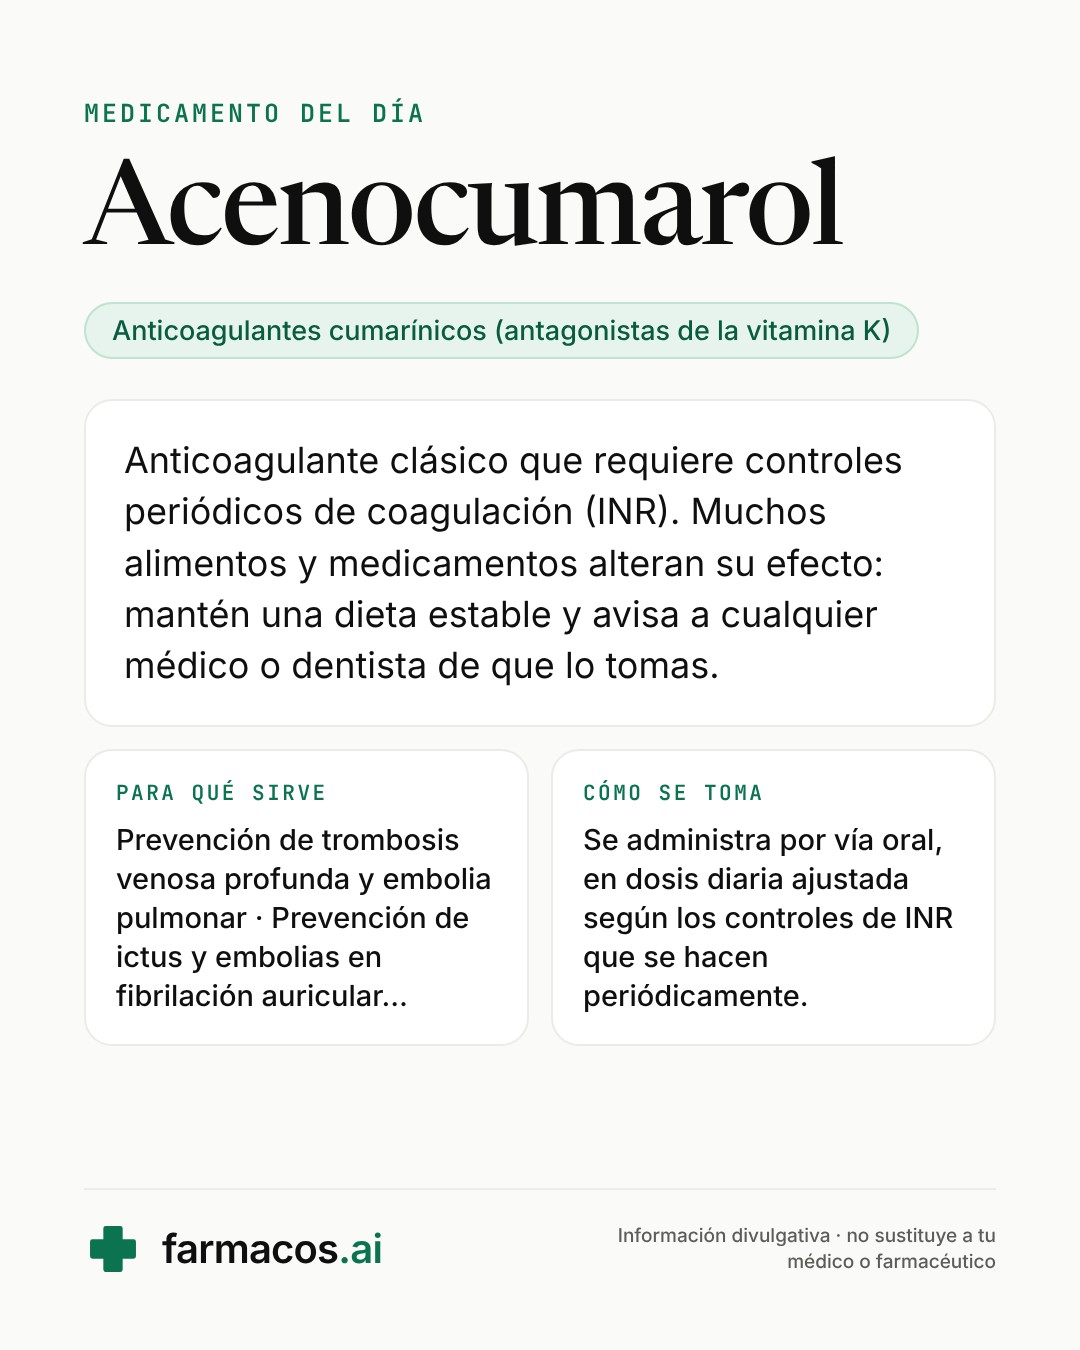 MEDICAMENTO DEL DÍA
Acenocumarol
Anticoagulantes cumarínicos (antagonistas de la vitamina K)
Anticoagulante clásico que requiere controles
periódicos de coagulación (INR). Muchos
alimentos y medicamentos alteran su efecto:
mantén una dieta estable y avisa a cualquier
médico o dentista de que lo tomas.
PARA QUÉ SIRVE
Prevención de trombosis
venosa profunda y embolia
pulmonar · Prevención de
ictus y embolias en
fibrilación auricular…
CÓMO SE TOMA
Se administra por vía oral,
en dosis diaria ajustada
según los controles de INR
que se hacen
periódicamente.
farmacos.ai
Información divulgativa · no sustituye a tu
médico o farmacéutico